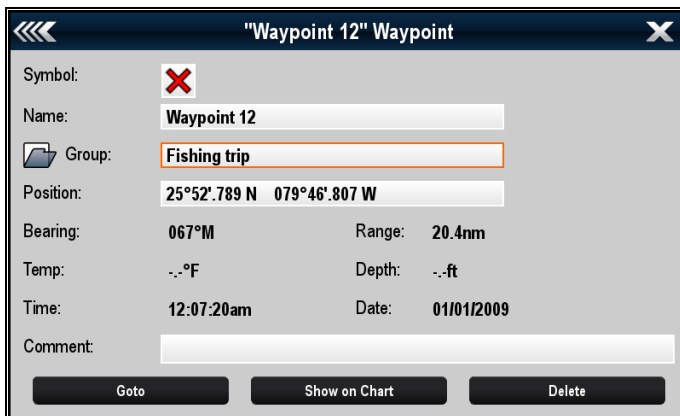 "Waypoint 12" Waypoint
Symbol:
Name: Waypoint 12
Group: Fishing trip
Position: 25°52'.789 N 079°46'.807 W
Bearing: 067°M Range: 20.4nm
Temp: -.-°F Depth: -.-ft
Time: 12:07:20am Date: 01/01/2009
Comment:
Goto Show on Chart Delete